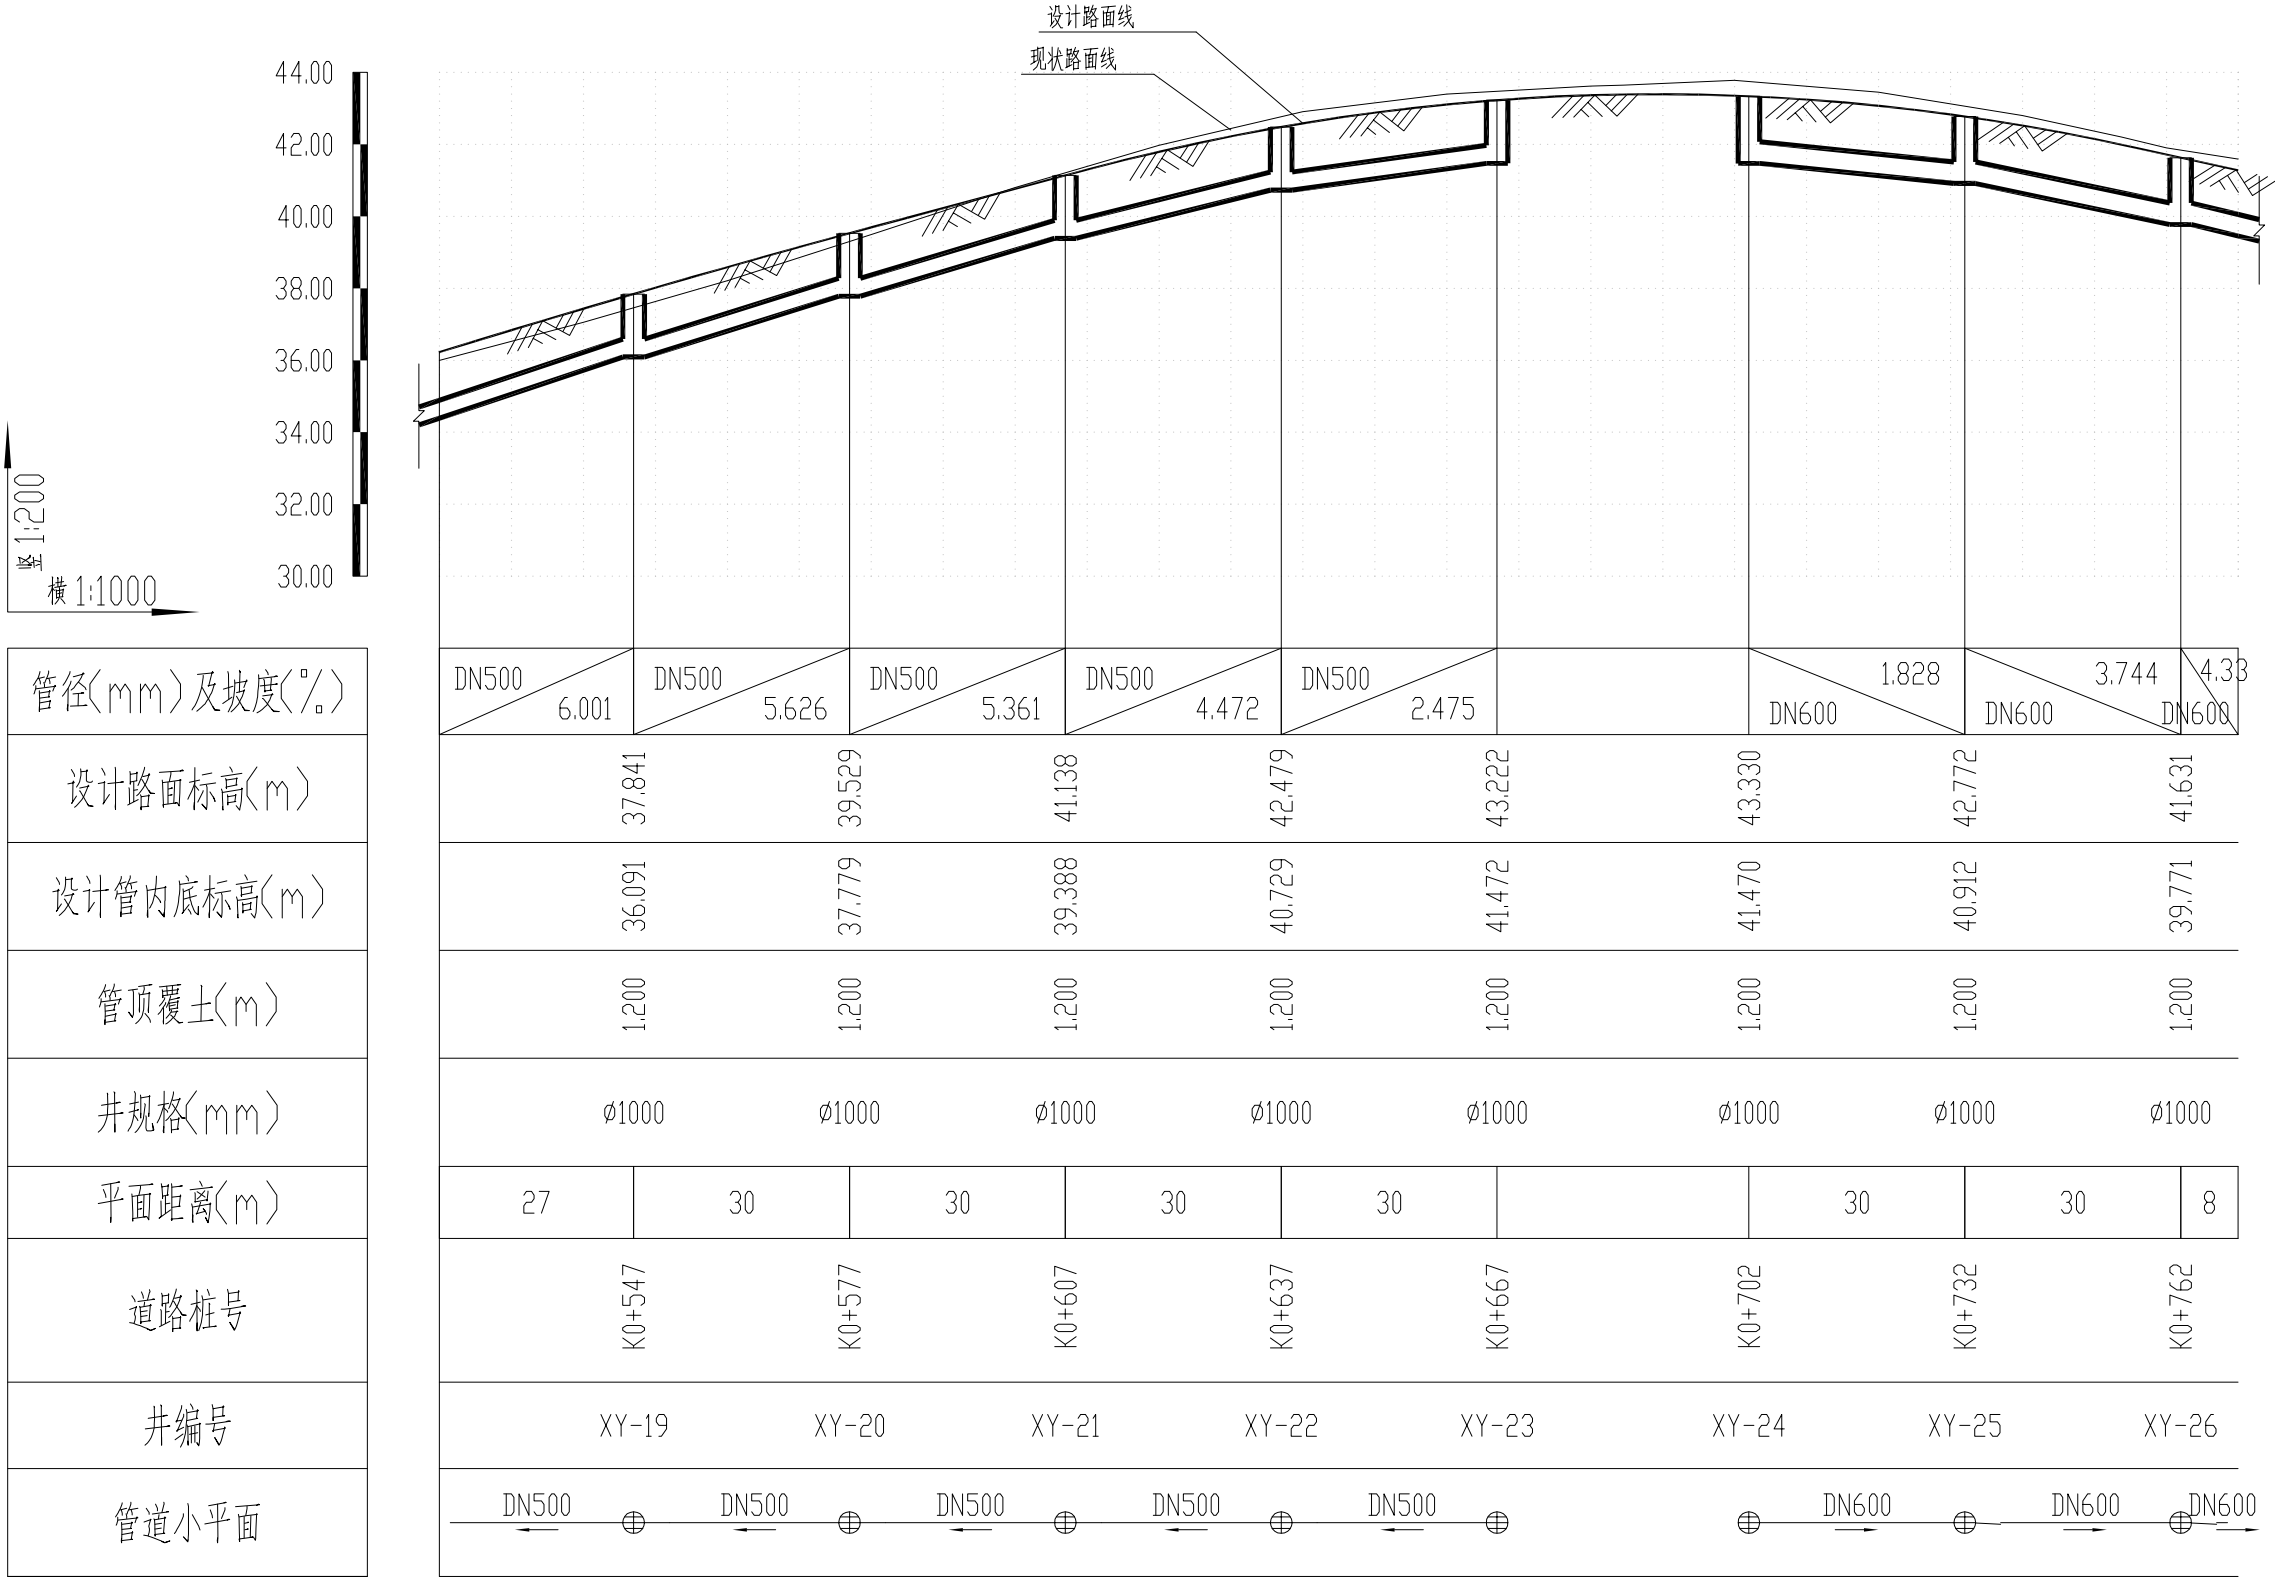 设计路面线
现状路面线
44.00
42.00
40.00
38.00
36.00
34.00
32.00
30.00
竖 1:200
横 1:1000
管径(mm)及坡度(%) DN500 6.001 DN500 5.626 DN500 5.361 DN500 4.472 DN500 2.475 DN600 1.828 DN600 3.744 DN600 4.33
设计路面标高(m) 37.841 39.529 41.138 42.479 43.222 43.330 42.772 41.631
设计管内底标高(m) 36.091 37.779 39.388 40.729 41.472 41.470 40.912 39.771
管顶覆土(m) 1.200 1.200 1.200 1.200 1.200 1.200 1.200 1.200
井规格(mm) ø1000 ø1000 ø1000 ø1000 ø1000 ø1000 ø1000 ø1000
平面距离(m) 27 30 30 30 30 30 30 8
道路桩号 K0+547 K0+577 K0+607 K0+637 K0+667 K0+702 K0+732 K0+762
井编号 XY-19 XY-20 XY-21 XY-22 XY-23 XY-24 XY-25 XY-26
管道小平面 DN500 DN500 DN500 DN500 DN500 DN600 DN600 DN600